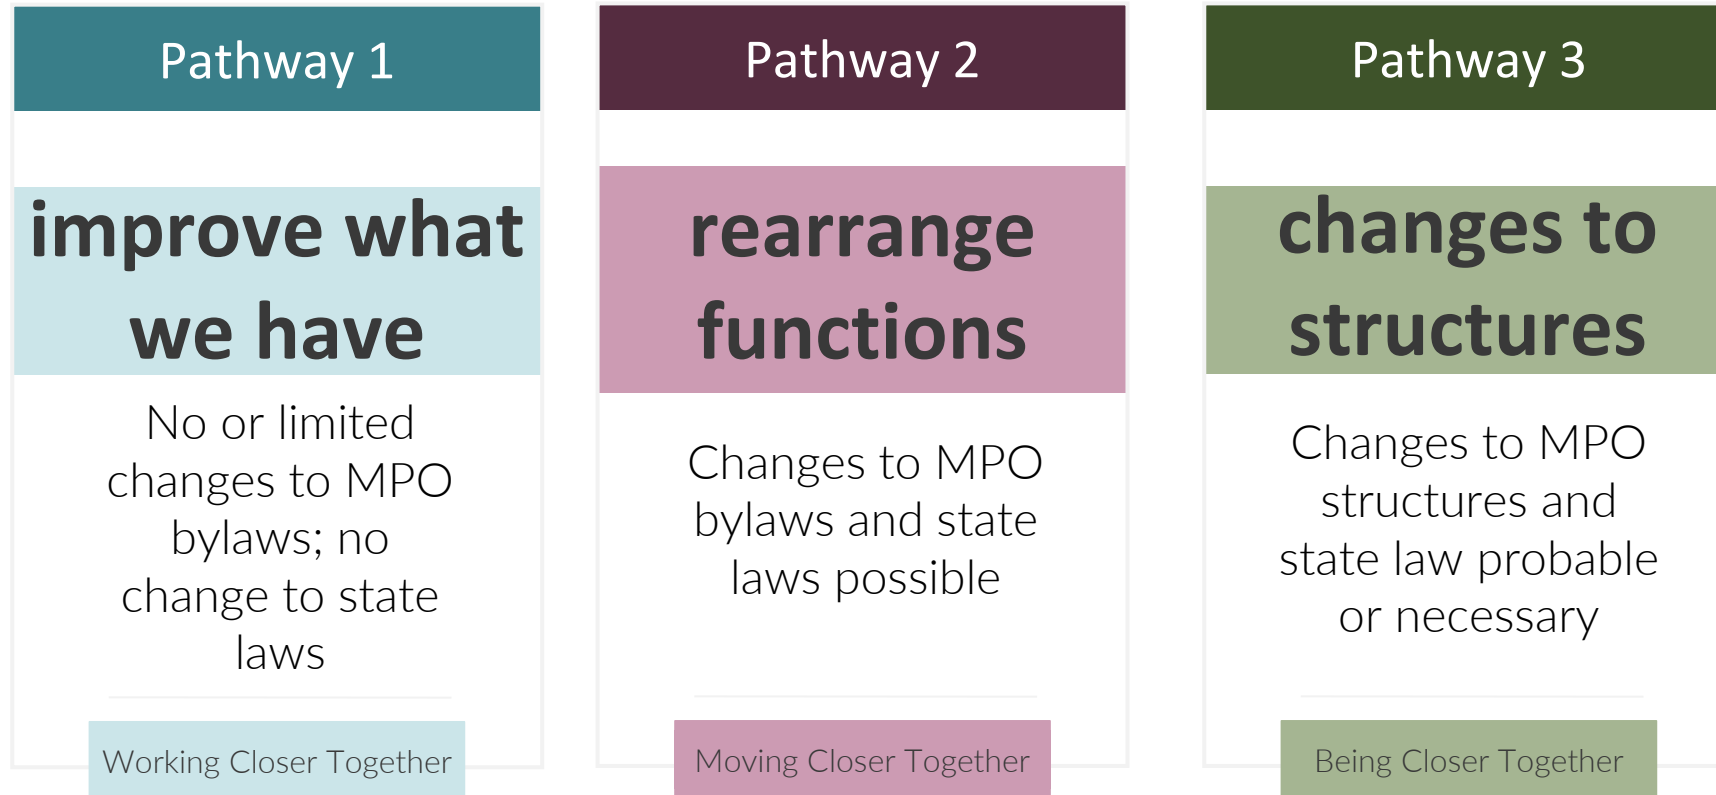 Pathway 1
improve what
we have
No or limited
changes to MPO
bylaws; no
change to state
laws
Working Closer Together
Pathway 2
rearrange
functions
Changes to MPO
bylaws and state
laws possible
Moving Closer Together
Pathway 3
changes to
structures
Changes to MPO
structures and
state law probable
or necessary
Being Closer Together